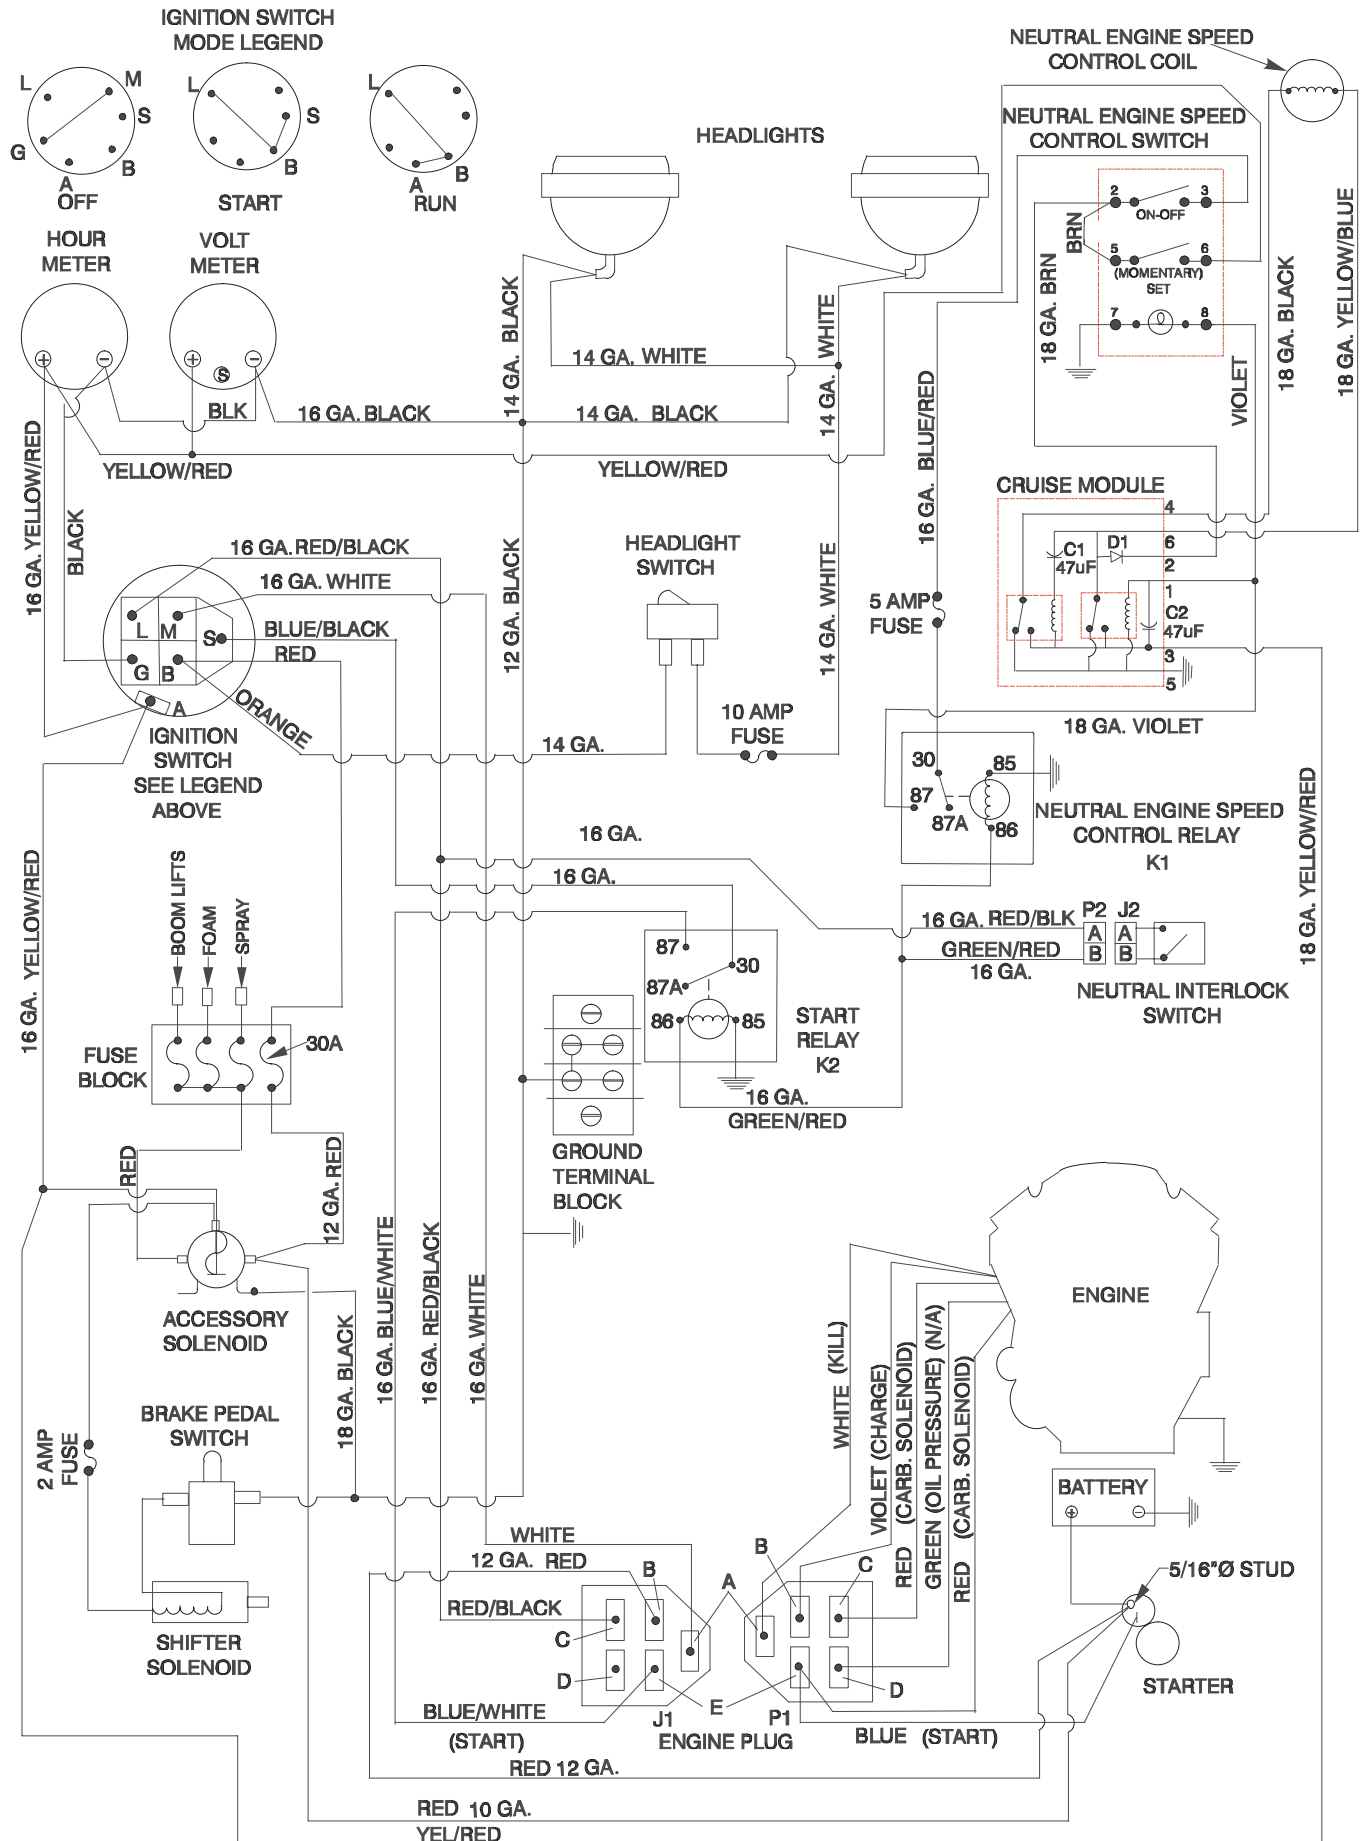 IGNITION SWITCH
MODE LEGEND
L
M
S
G
B
A
OFF
L
S
B
START
L
B
A
RUN
HEADLIGHTS
NEUTRAL ENGINE SPEED
CONTROL COIL
NEUTRAL ENGINE SPEED
CONTROL SWITCH
2
3
ON-OFF
BRN
5
6
(MOMENTARY)
SET
7
8
18 GA. BRN
18 GA. BLACK
18 GA. YELLOW/BLUE
VIOLET
HOUR
METER
VOLT
METER
+
−
+
−
S
BLK
16 GA. BLACK
14 GA. BLACK
14 GA. WHITE
14 GA. BLACK
14 GA. WHITE
YELLOW/RED
YELLOW/RED
16 GA. YELLOW/RED
BLACK
16 GA. BLUE/RED
CRUISE MODULE
4
6
2
1
3
5
C1
47uF
D1
C2
47uF
16 GA. RED/BLACK
16 GA. WHITE
BLUE/BLACK
RED
ORANGE
L
M
S
G
B
A
IGNITION
SWITCH
SEE LEGEND
ABOVE
12 GA. BLACK
HEADLIGHT
SWITCH
14 GA. WHITE
5 AMP
FUSE
10 AMP
FUSE
14 GA.
18 GA. VIOLET
30
85
87
87A
86
NEUTRAL ENGINE SPEED
CONTROL RELAY
K1
16 GA.
16 GA.
16 GA. YELLOW/RED
BOOM LIFTS
FOAM
SPRAY
FUSE
BLOCK
30A
87
30
87A
86
85
START
RELAY
K2
16 GA. RED/BLK
GREEN/RED
16 GA.
P2
J2
A
A
B
B
NEUTRAL INTERLOCK
SWITCH
18 GA. YELLOW/RED
16 GA.
GREEN/RED
GROUND
TERMINAL
BLOCK
RED
12 GA. RED
ACCESSORY
SOLENOID
18 GA. BLACK
16 GA. BLUE/WHITE
16 GA. RED/BLACK
16 GA. WHITE
ENGINE
WHITE (KILL)
VIOLET (CHARGE)
RED (CARB. SOLENOID)
GREEN (OIL PRESSURE) (N/A)
RED (CARB. SOLENOID)
BRAKE PEDAL
SWITCH
2 AMP
FUSE
BATTERY
+
−
5/16”Ø STUD
STARTER
SHIFTER
SOLENOID
WHITE
12 GA. RED
RED/BLACK
B
A
C
D
E
B
C
D
J1
P1
ENGINE PLUG
BLUE/WHITE
(START)
BLUE (START)
RED 12 GA.
RED 10 GA.
YEL/RED